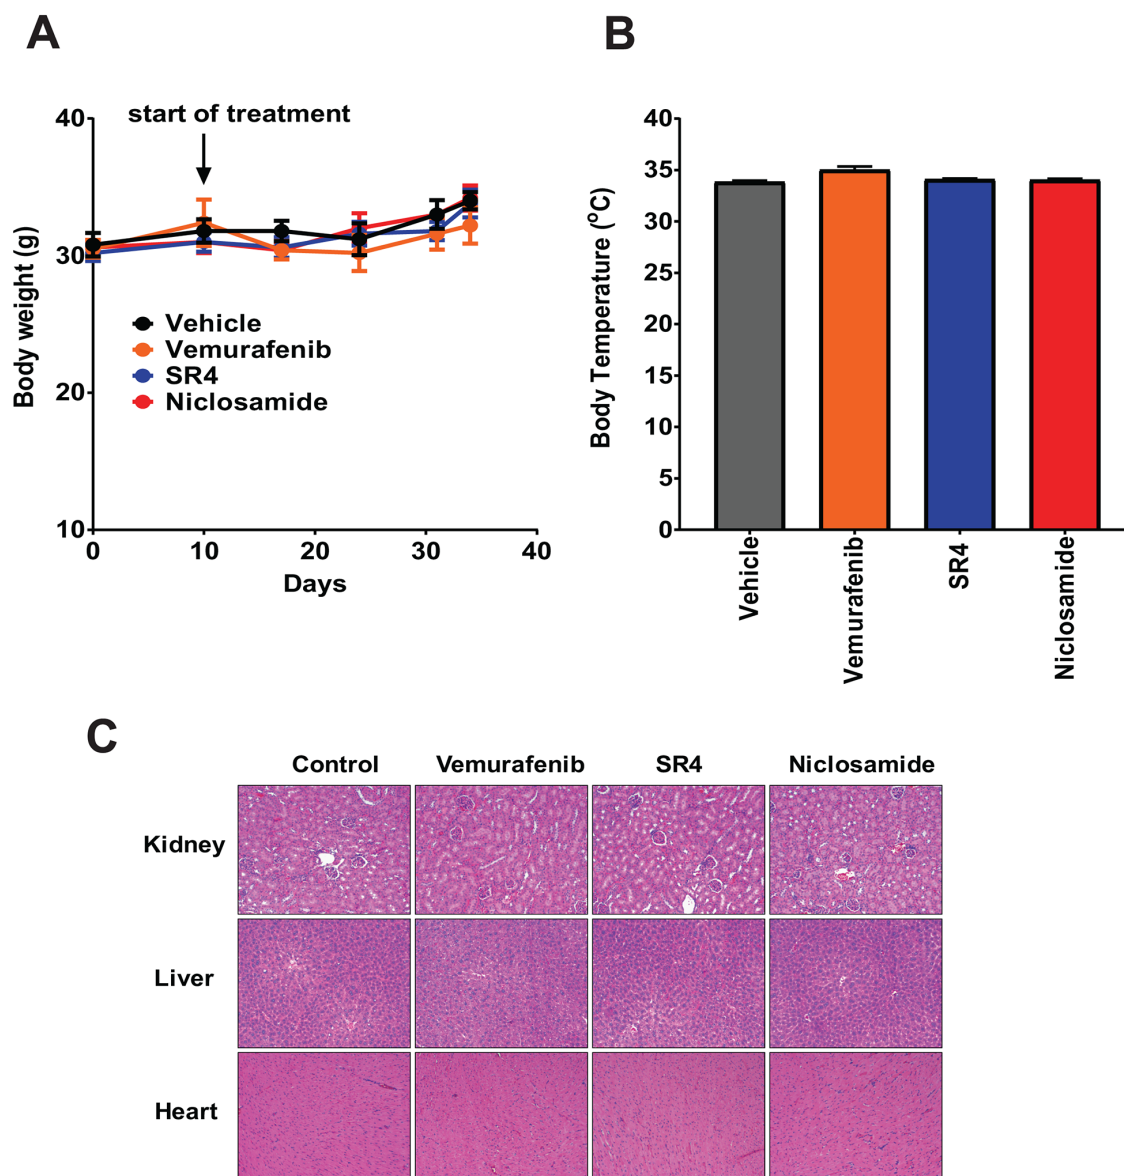 A
B
start of treatment
40
30
20
10
0
10
20
30
40
Body weight (g)
Days
Vehicle
Vemurafenib
SR4
Niclosamide
40
35
30
25
20
15
10
5
0
Body Temperature (°C)
Vehicle
Vemurafenib
SR4
Niclosamide
C
Control Vemurafenib SR4 Niclosamide
Kidney
Liver
Heart